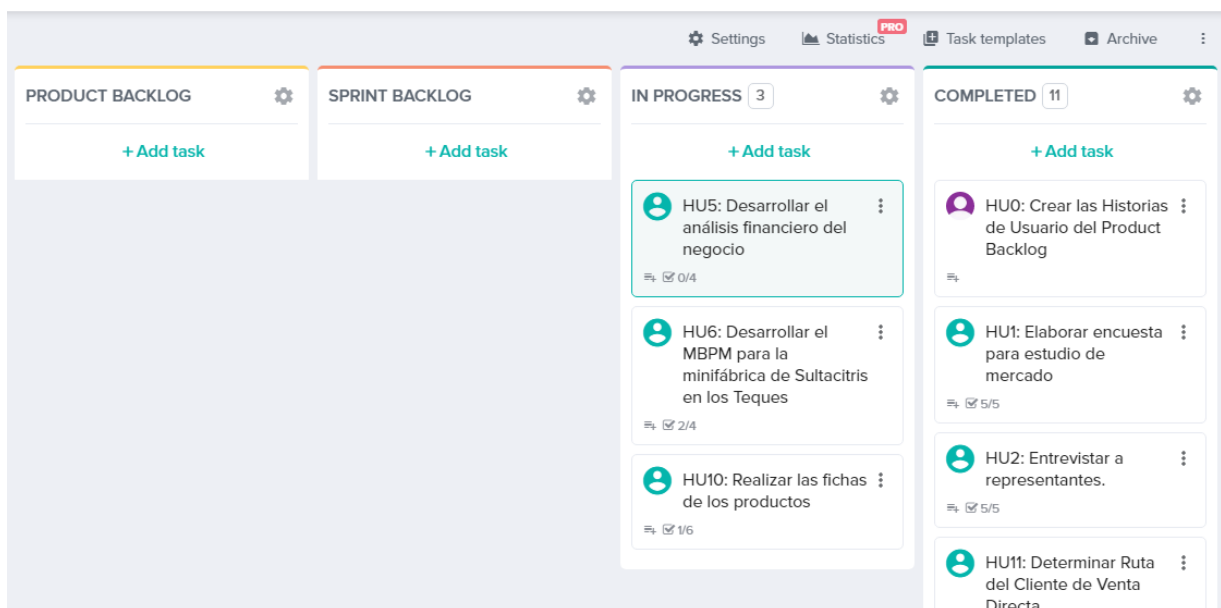 PRO
Settings
Statistics
Task templates
Archive
PRODUCT BACKLOG
+ Add task
SPRINT BACKLOG
+ Add task
IN PROGRESS 3
+ Add task
HU5: Desarrollar el
análisis financiero del
negocio
0/4
HU6: Desarrollar el
MBPM para la
minifábrica de Sultacitris
en los Teques
2/4
HU10: Realizar las fichas
de los productos
1/6
COMPLETED 11
+ Add task
HU0: Crear las Historias
de Usuario del Product
Backlog
HU1: Elaborar encuesta
para estudio de
mercado
5/5
HU2: Entrevistar a
representantes.
5/5
HU11: Determinar Ruta
del Cliente de Venta
Directa